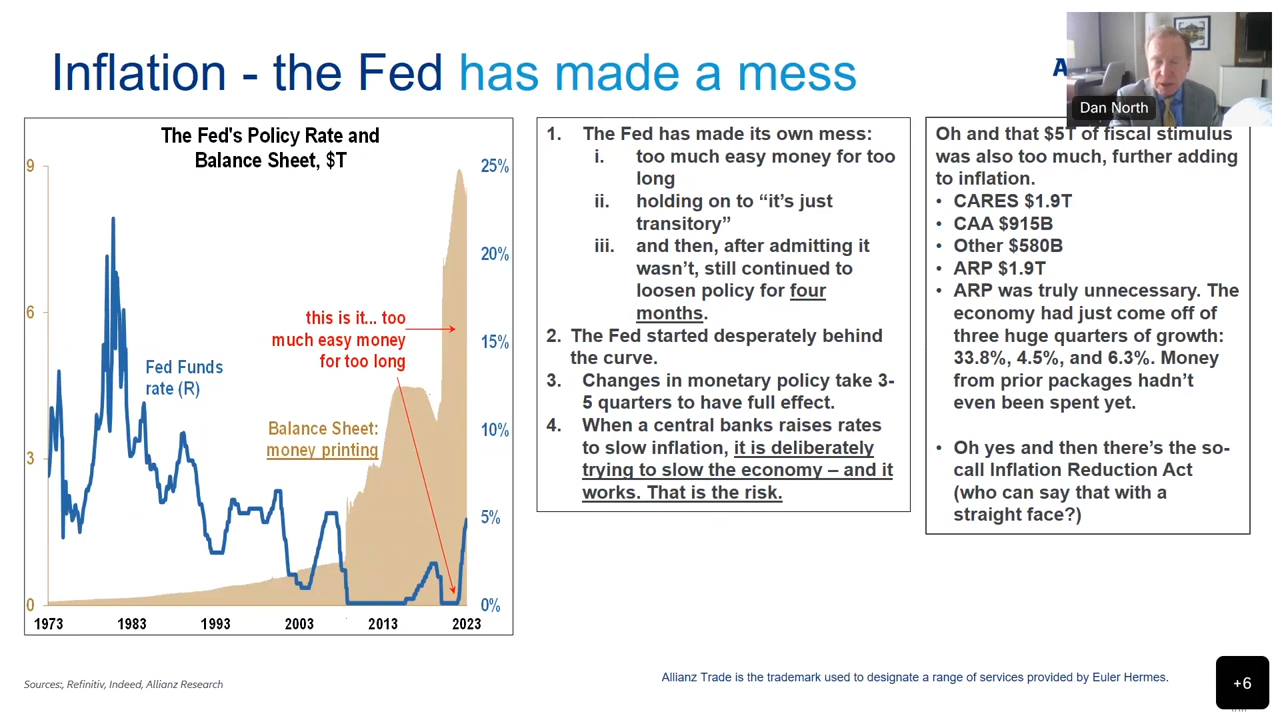 Inflation - the Fed has made a mess
A
Dan North
The Fed's Policy Rate and
Balance Sheet, $T
9
6
3
0
25%
20%
15%
10%
5%
0%
this is it... too
much easy money
for too long
Fed Funds
rate (R)
Balance Sheet:
money printing
1973 1983 1993 2003 2013 2023
1. The Fed has made its own mess:
i. too much easy money for too
long
ii. holding on to “it’s just
transitory”
iii. and then, after admitting it
wasn’t, still continued to
loosen policy for four
months.
2. The Fed started desperately behind
the curve.
3. Changes in monetary policy take 3-
5 quarters to have full effect.
4. When a central banks raises rates
to slow inflation, it is deliberately
trying to slow the economy – and it
works. That is the risk.
Oh and that $5T of fiscal stimulus
was also too much, further adding
to inflation.
• CARES $1.9T
• CAA $915B
• Other $580B
• ARP $1.9T
• ARP was truly unnecessary. The
economy had just come off of
three huge quarters of growth:
33.8%, 4.5%, and 6.3%. Money
from prior packages hadn’t
even been spent yet.
• Oh yes and then there’s the so-
call Inflation Reduction Act
(who can say that with a
straight face?)
Sources:, Refinitiv, Indeed, Allianz Research
Allianz Trade is the trademark used to designate a range of services provided by Euler Hermes.
+6